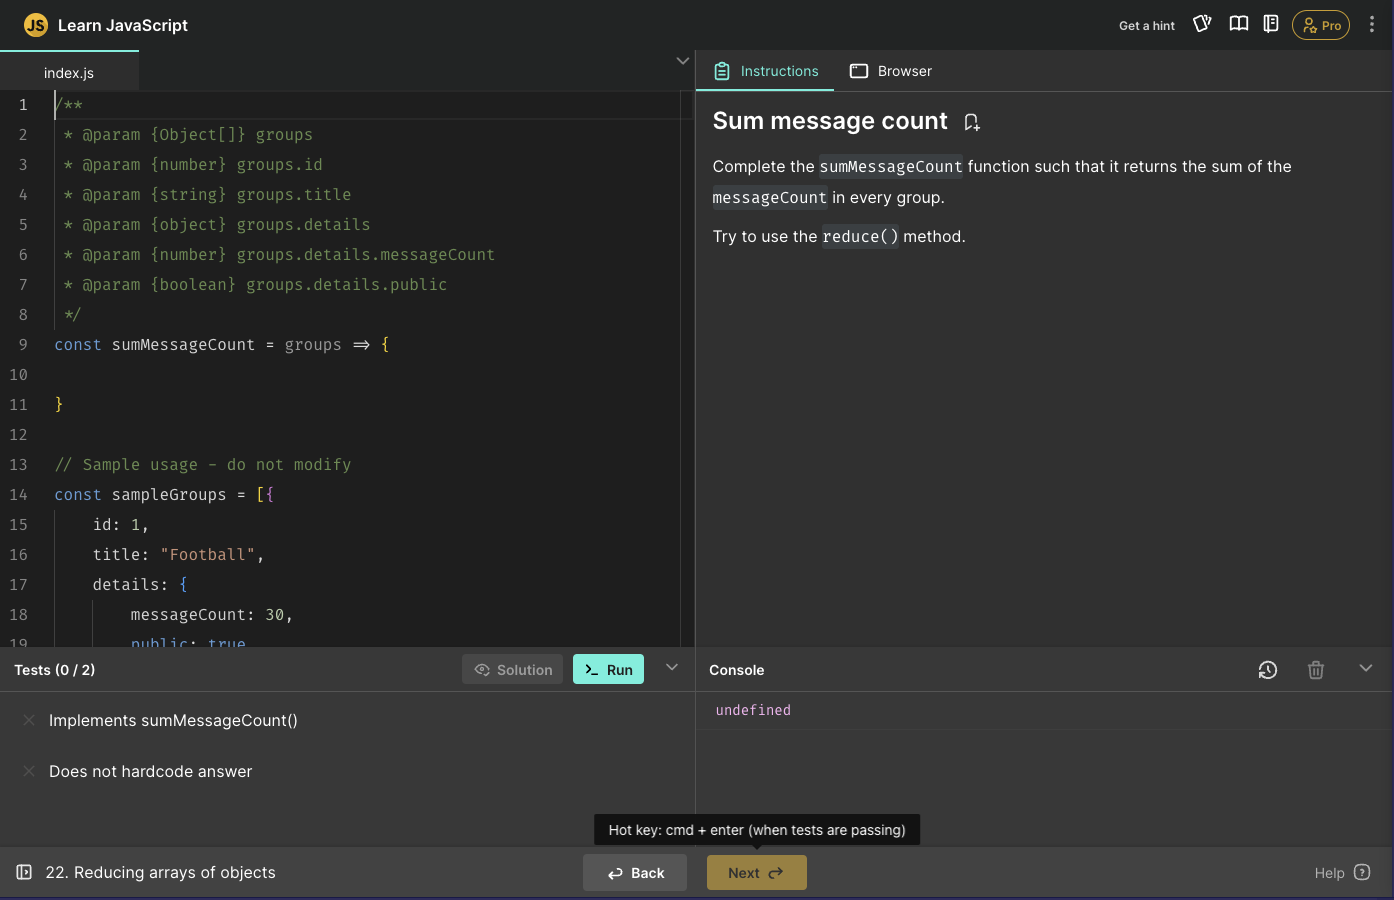 JS Learn JavaScript
Get a hint
Pro
index.js
1 /**
2  * @param {Object[]} groups
3  * @param {number} groups.id
4  * @param {string} groups.title
5  * @param {object} groups.details
6  * @param {number} groups.details.messageCount
7  * @param {boolean} groups.details.public
8  */
9 const sumMessageCount = groups => {
10
11 }
12
13 // Sample usage - do not modify
14 const sampleGroups = [{
15     id: 1,
16     title: "Football",
17     details: {
18         messageCount: 30,
19         public: true
Instructions
Browser
Sum message count
Complete the sumMessageCount function such that it returns the sum of the
messageCount in every group.
Try to use the reduce() method.
Tests (0 / 2)
Solution
Run
Implements sumMessageCount()
Does not hardcode answer
Console
undefined
Hot key: cmd + enter (when tests are passing)
22. Reducing arrays of objects
Back
Next
Help